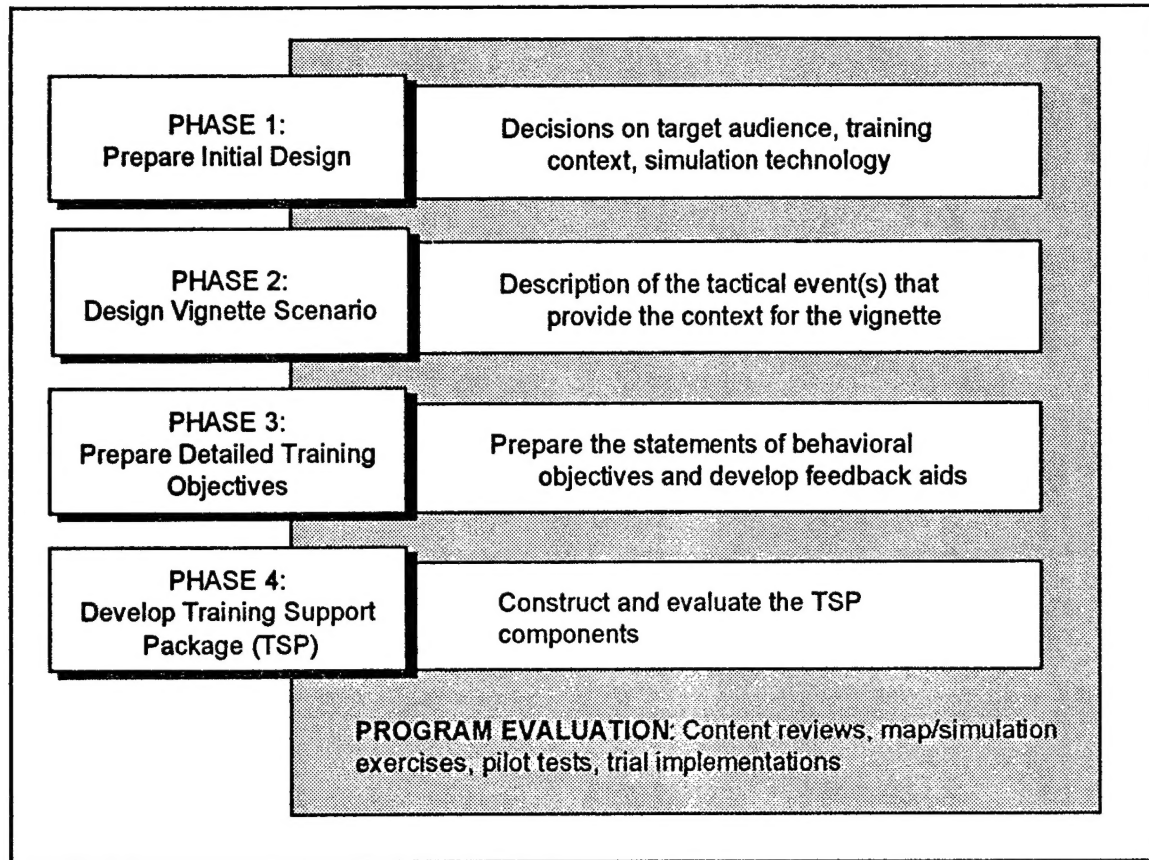 PHASE 1:
Prepare Initial Design
Decisions on target audience, training
context, simulation technology
PHASE 2:
Design Vignette Scenario
Description of the tactical event(s) that
provide the context for the vignette
PHASE 3:
Prepare Detailed Training
Objectives
Prepare the statements of behavioral
objectives and develop feedback aids
PHASE 4:
Develop Training Support
Package (TSP)
Construct and evaluate the TSP
components
PROGRAM EVALUATION: Content reviews, map/simulation
exercises, pilot tests, trial implementations